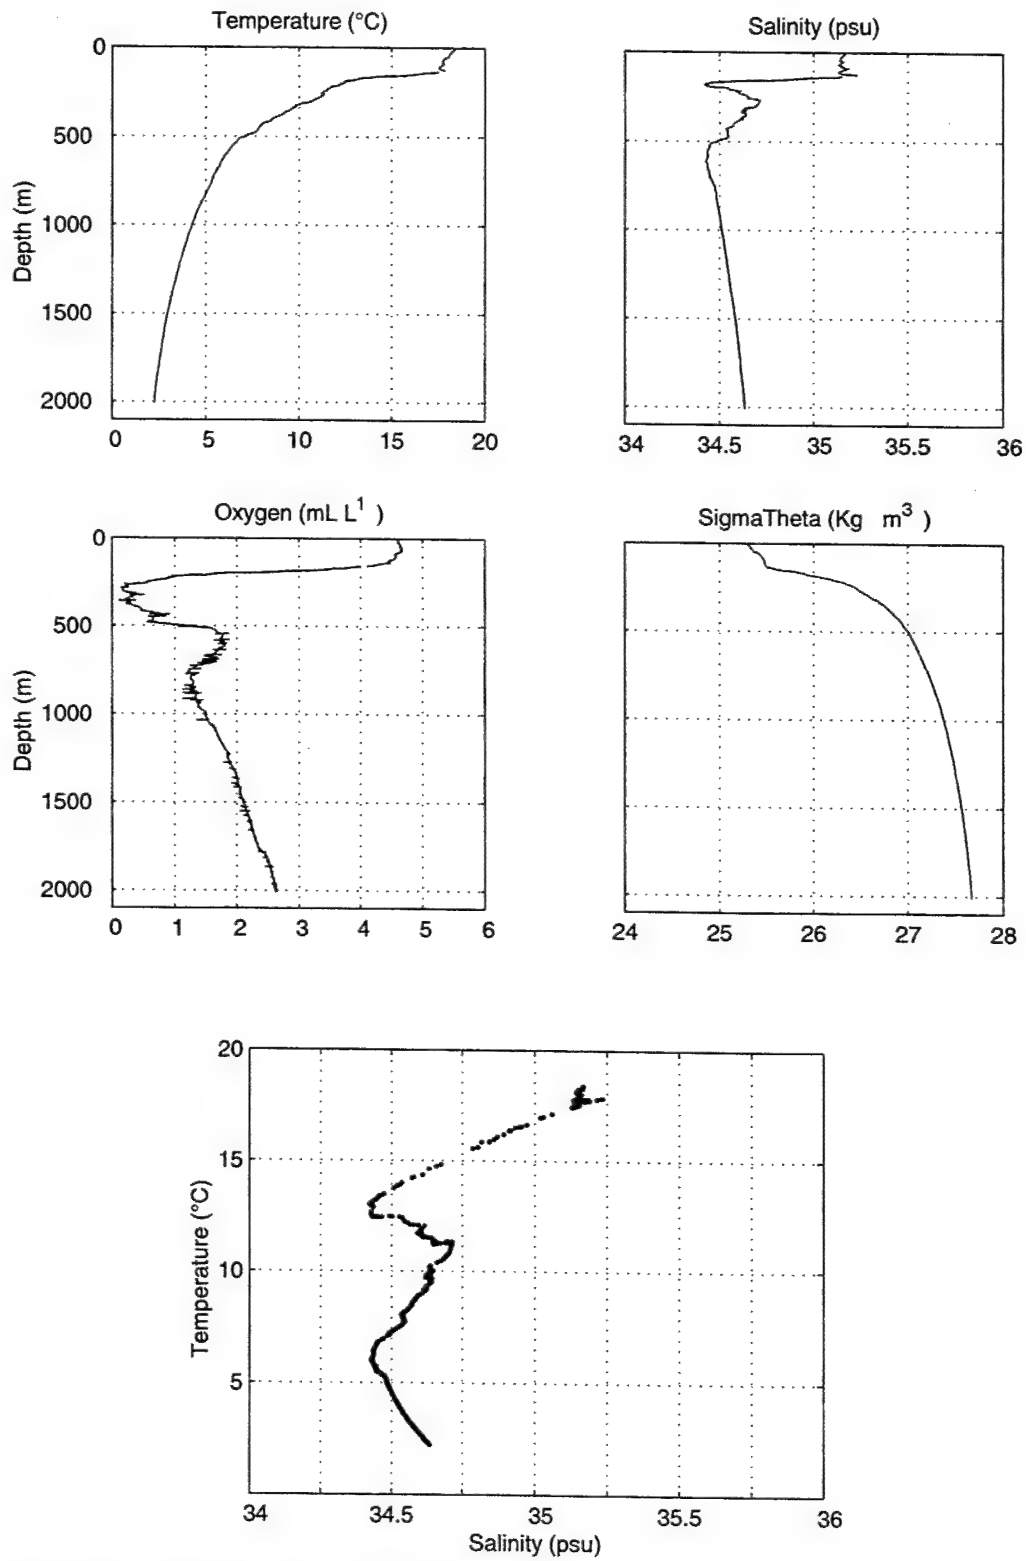 Temperature (°C)
0
500
1000
1500
2000
Depth (m)
0 5 10 15 20
Salinity (psu)
34 34.5 35 35.5 36
Oxygen (mL L1 )
0
500
1000
1500
2000
Depth (m)
0 1 2 3 4 5 6
SigmaTheta (Kg m3 )
24 25 26 27 28
20
15
10
5
Temperature (°C)
34 34.5 35 35.5 36
Salinity (psu)